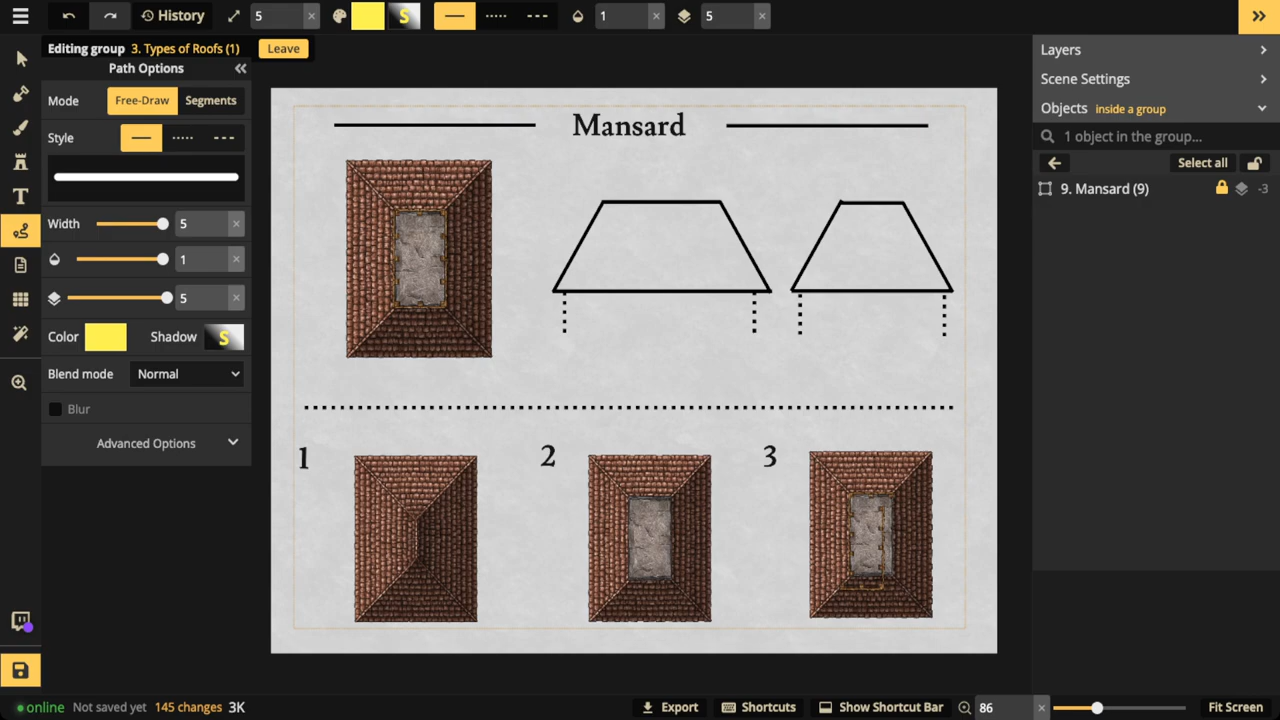 History
5
S
1
5
Editing group 3. Types of Roofs (1)
Leave
Path Options
Mode
Free-Draw
Segments
Style
Width
5
1
5
Color
Shadow
S
Blend mode
Normal
Blur
Advanced Options
Mansard
1
2
3
Layers
Scene Settings
Objects inside a group
1 object in the group...
Select all
9. Mansard (9)
-3
online
Not saved yet
145 changes
3K
Export
Shortcuts
Show Shortcut Bar
86
Fit Screen